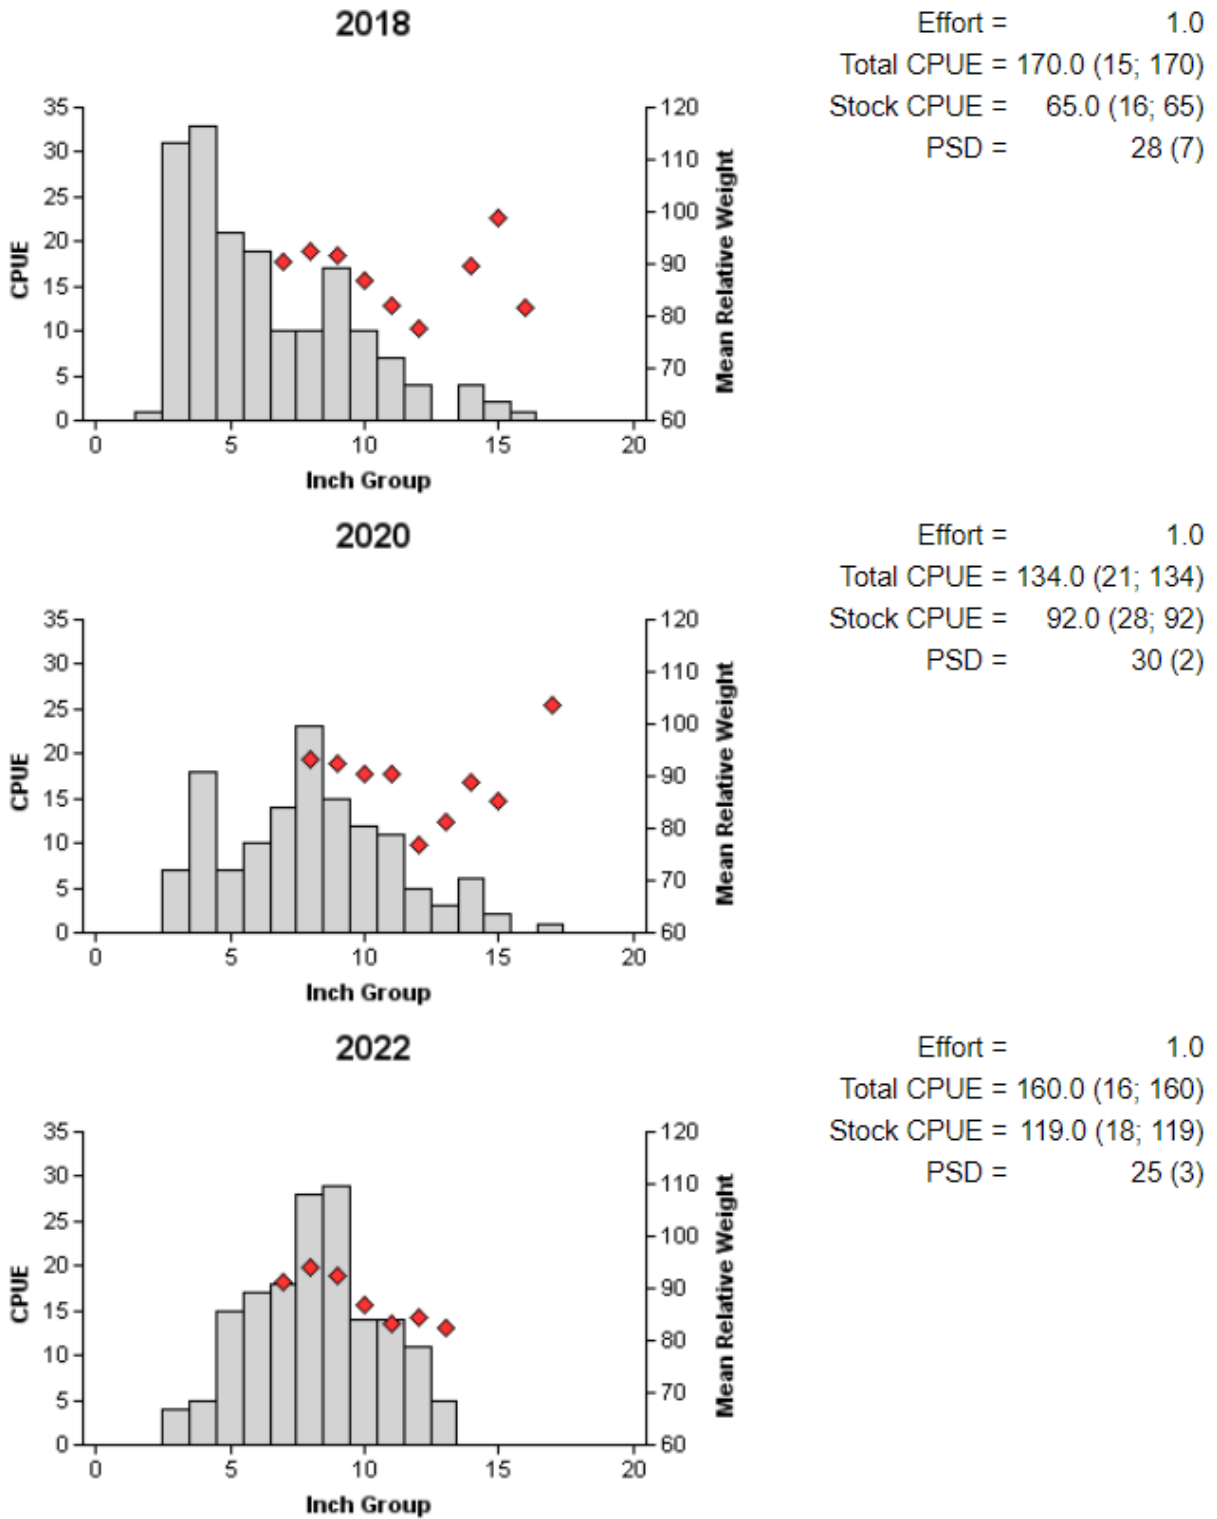 2018
Effort = 1.0
Total CPUE = 170.0 (15; 170)
Stock CPUE = 65.0 (16; 65)
PSD = 28 (7)
35
30
25
20
15
10
5
0
CPUE
120
110
100
90
80
70
60
Mean Relative Weight
0 5 10 15 20
Inch Group
2020
Effort = 1.0
Total CPUE = 134.0 (21; 134)
Stock CPUE = 92.0 (28; 92)
PSD = 30 (2)
35
30
25
20
15
10
5
0
CPUE
120
110
100
90
80
70
60
Mean Relative Weight
0 5 10 15 20
Inch Group
2022
Effort = 1.0
Total CPUE = 160.0 (16; 160)
Stock CPUE = 119.0 (18; 119)
PSD = 25 (3)
35
30
25
20
15
10
5
0
CPUE
120
110
100
90
80
70
60
Mean Relative Weight
0 5 10 15 20
Inch Group